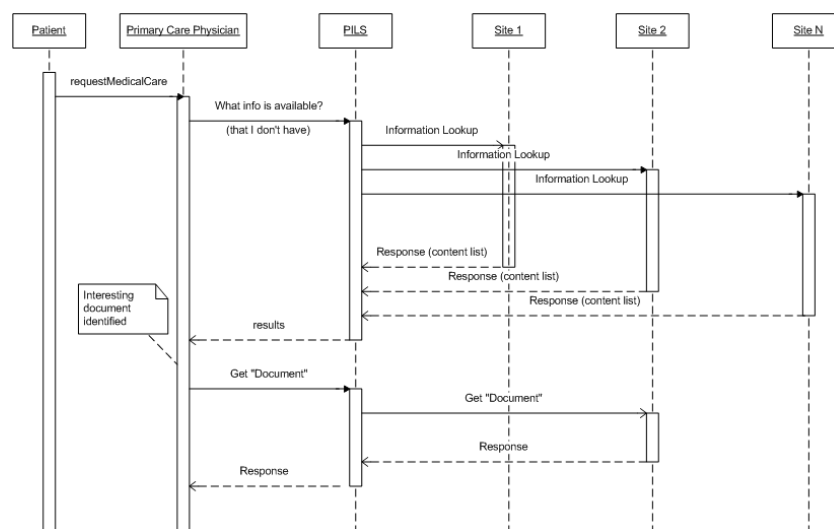 Patient
Primary Care Physician
PILS
Site 1
Site 2
Site N
requestMedicalCare
What info is available?
(that I don't have)
Information Lookup
Information Lookup
Information Lookup
Response (content list)
Response (content list)
Response (content list)
Interesting
document
identified
results
Get "Document"
Get "Document"
Response
Response